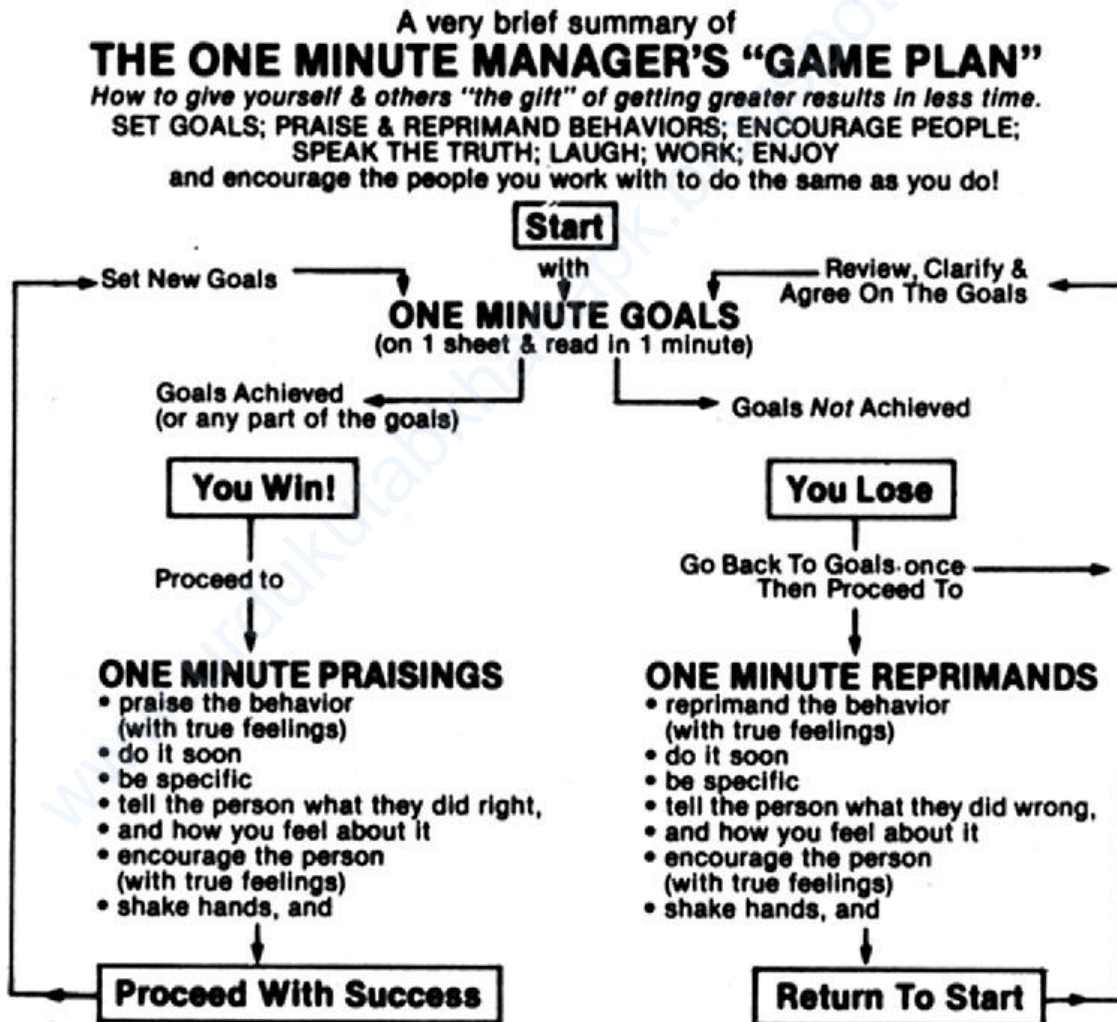 A very brief summary of
THE ONE MINUTE MANAGER'S "GAME PLAN"
How to give yourself & others "the gift" of getting greater results in less time.
SET GOALS; PRAISE & REPRIMAND BEHAVIORS; ENCOURAGE PEOPLE;
SPEAK THE TRUTH; LAUGH; WORK; ENJOY
and encourage the people you work with to do the same as you do!
Start
with
Set New Goals
Review, Clarify &
Agree On The Goals
ONE MINUTE GOALS
(on 1 sheet & read in 1 minute)
Goals Achieved
(or any part of the goals)
Goals Not Achieved
You Win!
You Lose
Proceed to
Go Back To Goals once
Then Proceed To
ONE MINUTE PRAISINGS
• praise the behavior
(with true feelings)
• do it soon
• be specific
• tell the person what they did right,
• and how you feel about it
• encourage the person
(with true feelings)
• shake hands, and
Proceed With Success
ONE MINUTE REPRIMANDS
• reprimand the behavior
(with true feelings)
• do it soon
• be specific
• tell the person what they did wrong,
• and how you feel about it
• encourage the person
(with true feelings)
• shake hands, and
Return To Start